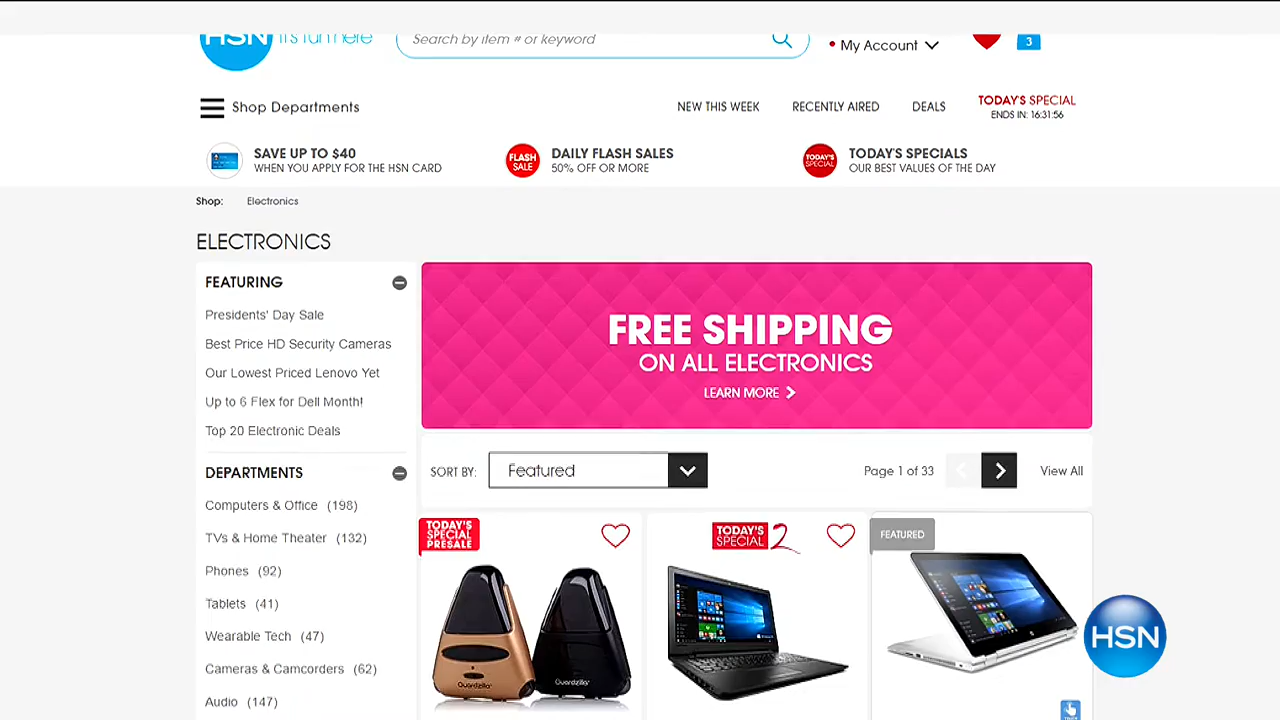 HSN it's fun here
Search by item # or keyword
My Account
3
Shop Departments
NEW THIS WEEK
RECENTLY AIRED
DEALS
TODAY'S SPECIAL
ENDS IN: 16:31:56
SAVE UP TO $40
WHEN YOU APPLY FOR THE HSN CARD
FLASH
SALE
DAILY FLASH SALES
50% OFF OR MORE
TODAY'S
SPECIAL
TODAY'S SPECIALS
OUR BEST VALUES OF THE DAY
Shop: Electronics
ELECTRONICS
FEATURING
Presidents' Day Sale
Best Price HD Security Cameras
Our Lowest Priced Lenovo Yet
Up to 6 Flex for Dell Month!
Top 20 Electronic Deals
DEPARTMENTS
Computers & Office (198)
TVs & Home Theater (132)
Phones (92)
Tablets (41)
Wearable Tech (47)
Cameras & Camcorders (62)
Audio (147)
FREE SHIPPING
ON ALL ELECTRONICS
LEARN MORE
SORT BY: Featured
Page 1 of 33
View All
TODAY'S
SPECIAL
PRESALE
Guardzilla
Guardzilla
TODAY'S
SPECIAL 2
FEATURED
HSN